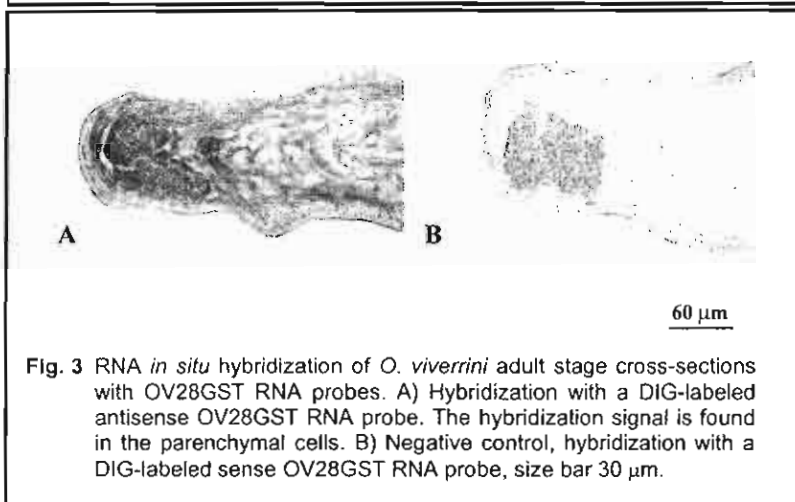 A
B
60 µm
Fig. 3 RNA in situ hybridization of O. viverrini adult stage cross-sections
with OV28GST RNA probes. A) Hybridization with a DIG-labeled
antisense OV28GST RNA probe. The hybridization signal is found
in the parenchymal cells. B) Negative control, hybridization with a
DIG-labeled sense OV28GST RNA probe, size bar 30 µm.